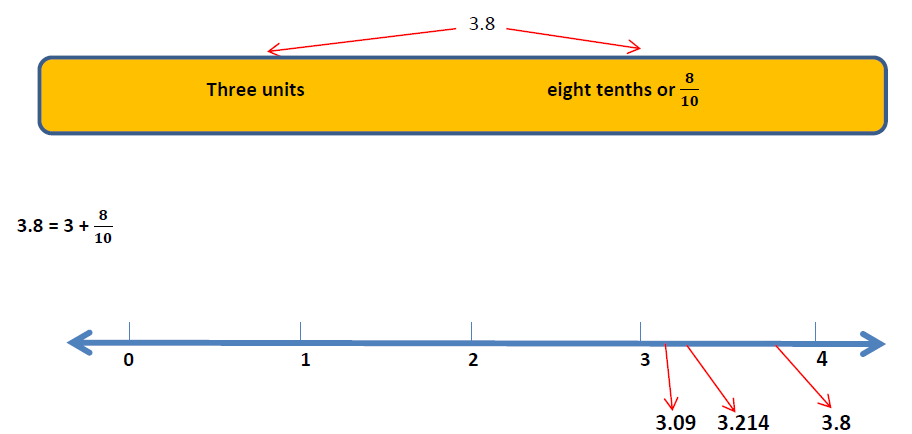 3.8
Three units eight tenths or 8/10
3.8 = 3 + 8/10
0 1 2 3 4
3.09 3.214 3.8